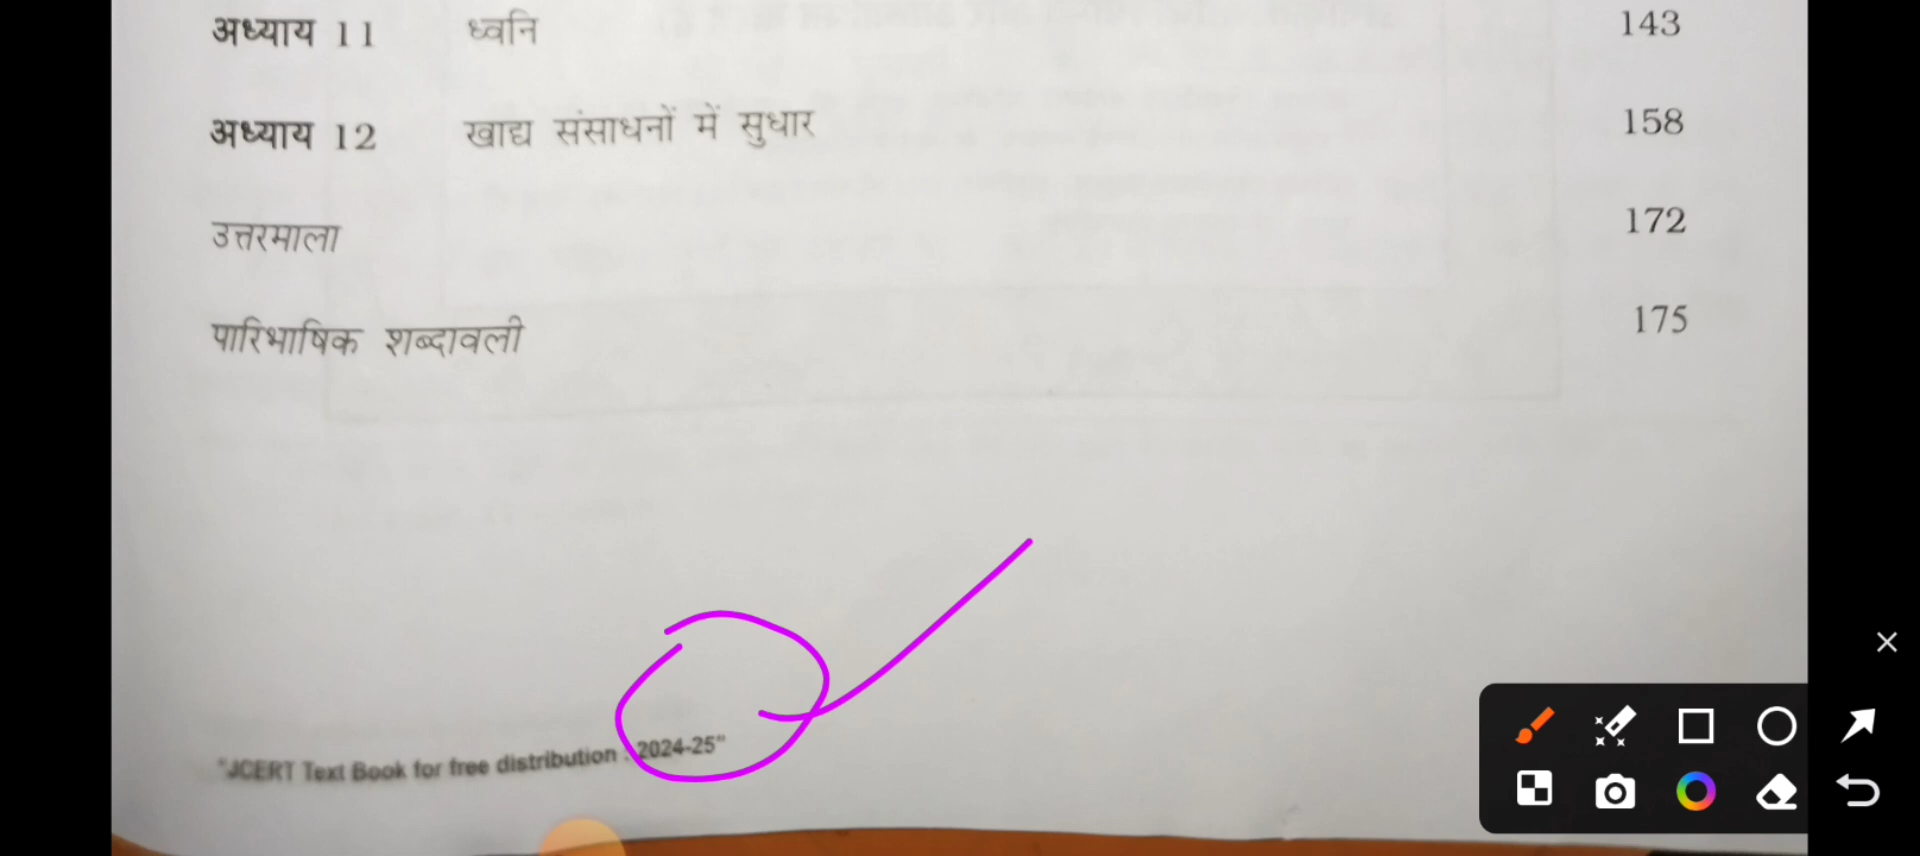 अध्याय 11 ध्वनि 143
अध्याय 12 खाद्य संसाधनों में सुधार 158
उत्तरमाला 172
पारिभाषिक शब्दावली 175
"JCERT Text Book for free distribution : 2024-25"